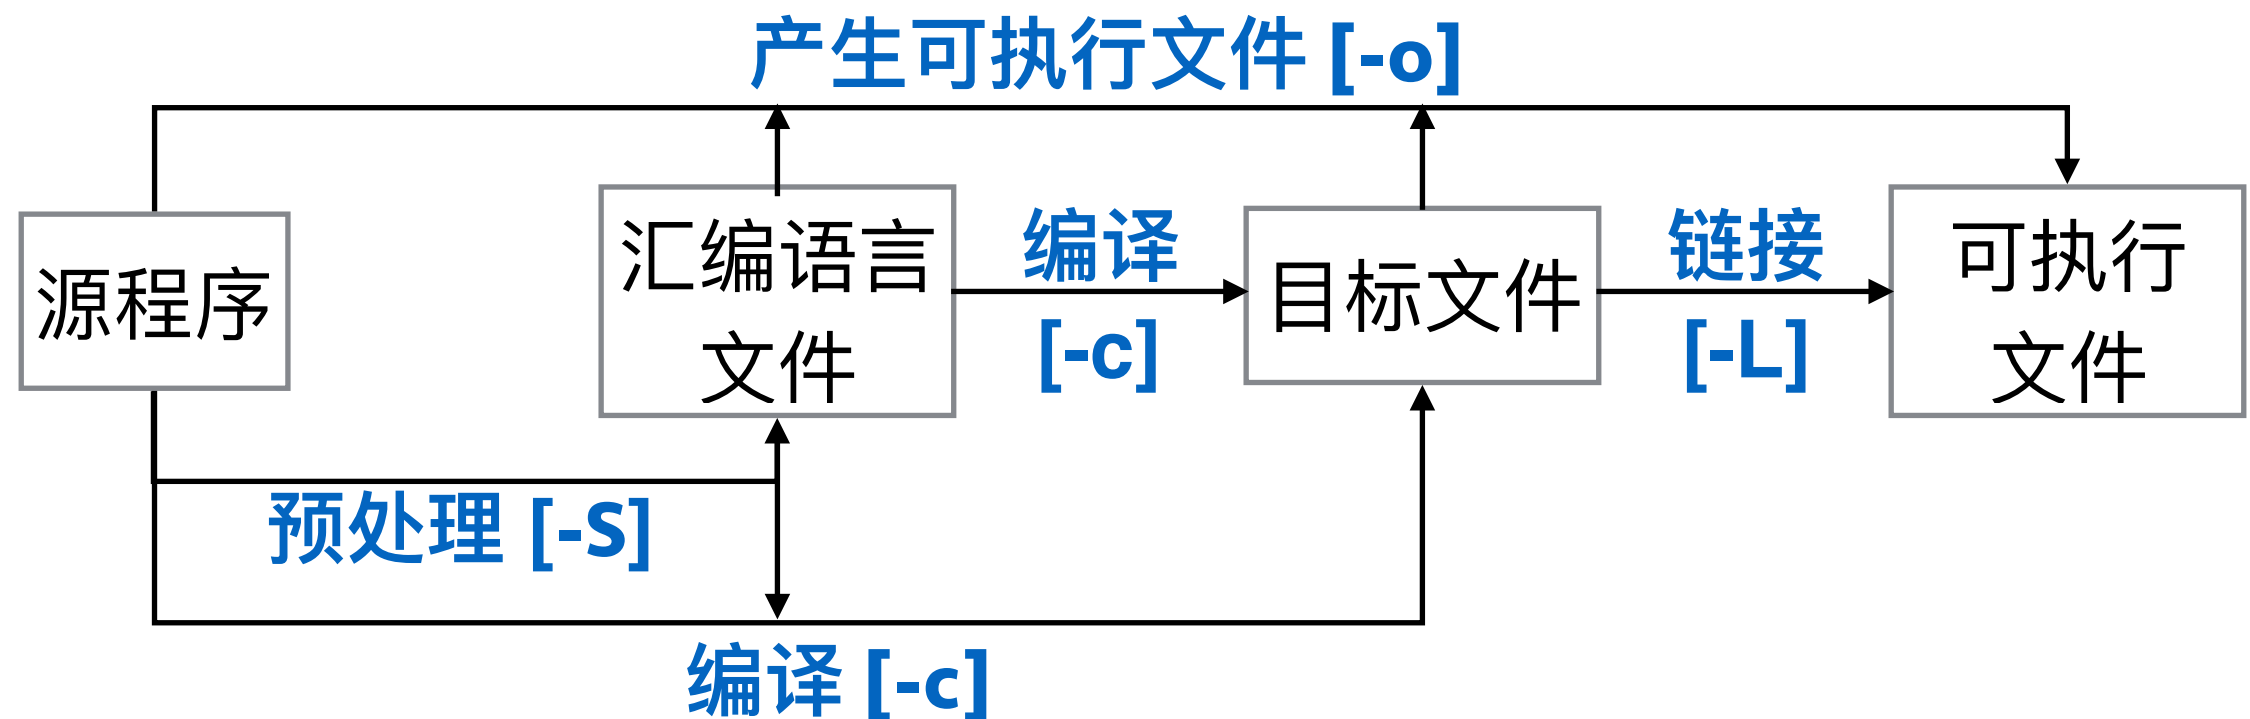 产生可执行文件 [-o]
源程序
汇编语言
文件
编译
[-c]
目标文件
链接
[-L]
可执行
文件
预处理 [-S]
编译 [-c]